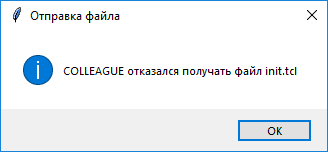 Отправка файла
COLLEAGUE отказался получать файл init.tcl
OK